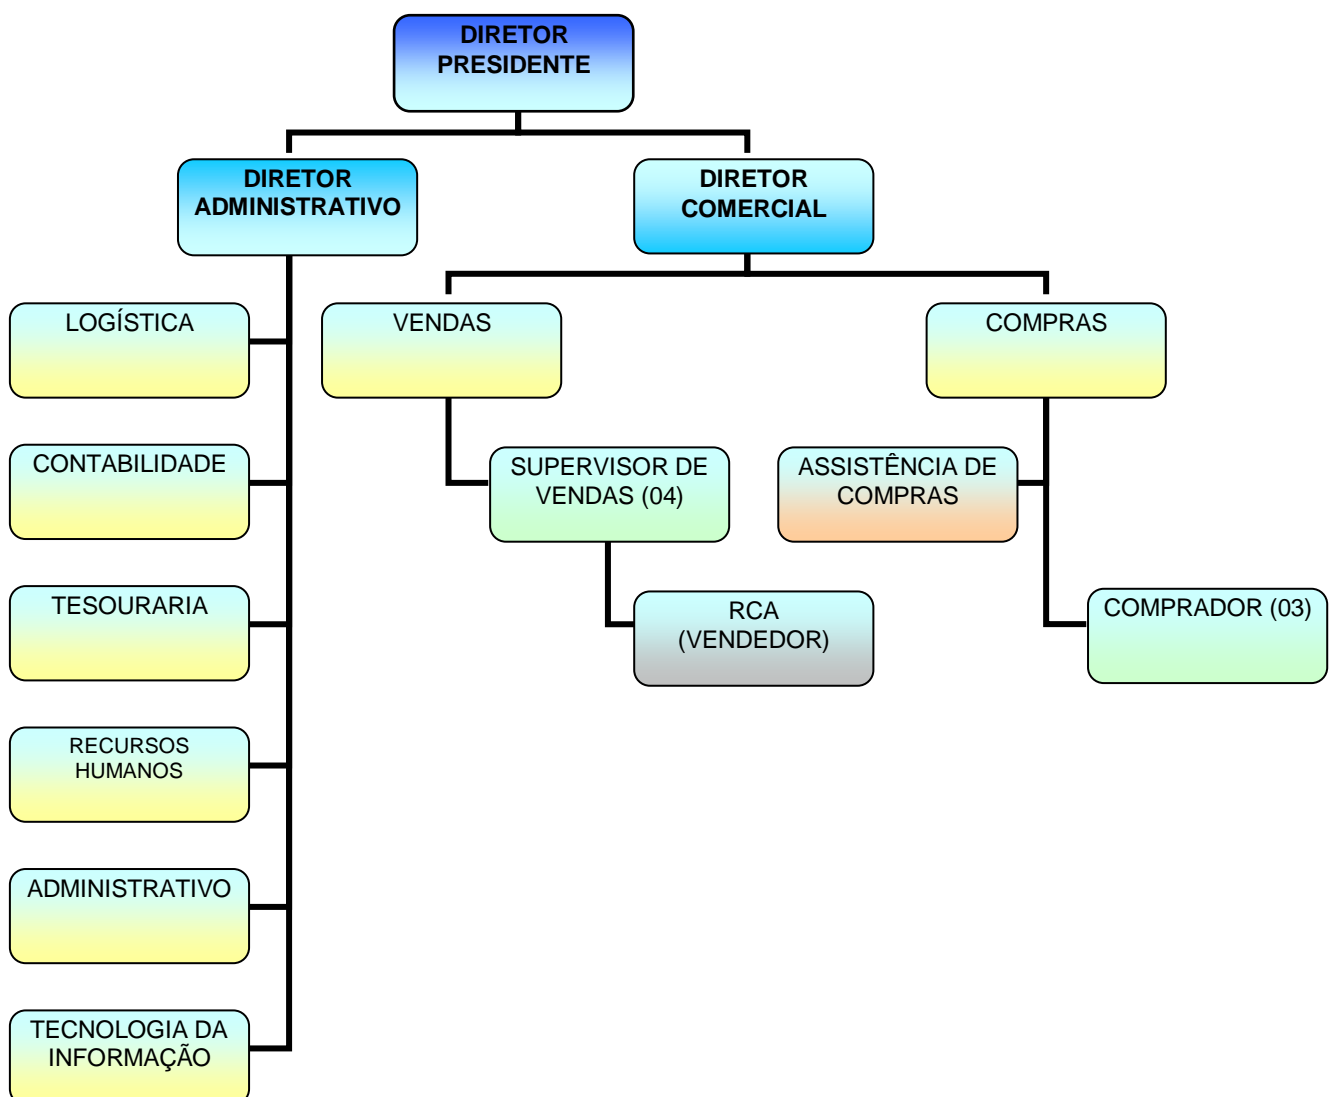 DIRETOR
PRESIDENTE
DIRETOR
ADMINISTRATIVO
DIRETOR
COMERCIAL
LOGÍSTICA
VENDAS
COMPRAS
CONTABILIDADE
SUPERVISOR DE
VENDAS (04)
ASSISTÊNCIA DE
COMPRAS
TESOURARIA
RCA
(VENDEDOR)
COMPRADOR (03)
RECURSOS
HUMANOS
ADMINISTRATIVO
TECNOLOGIA DA
INFORMAÇÃO